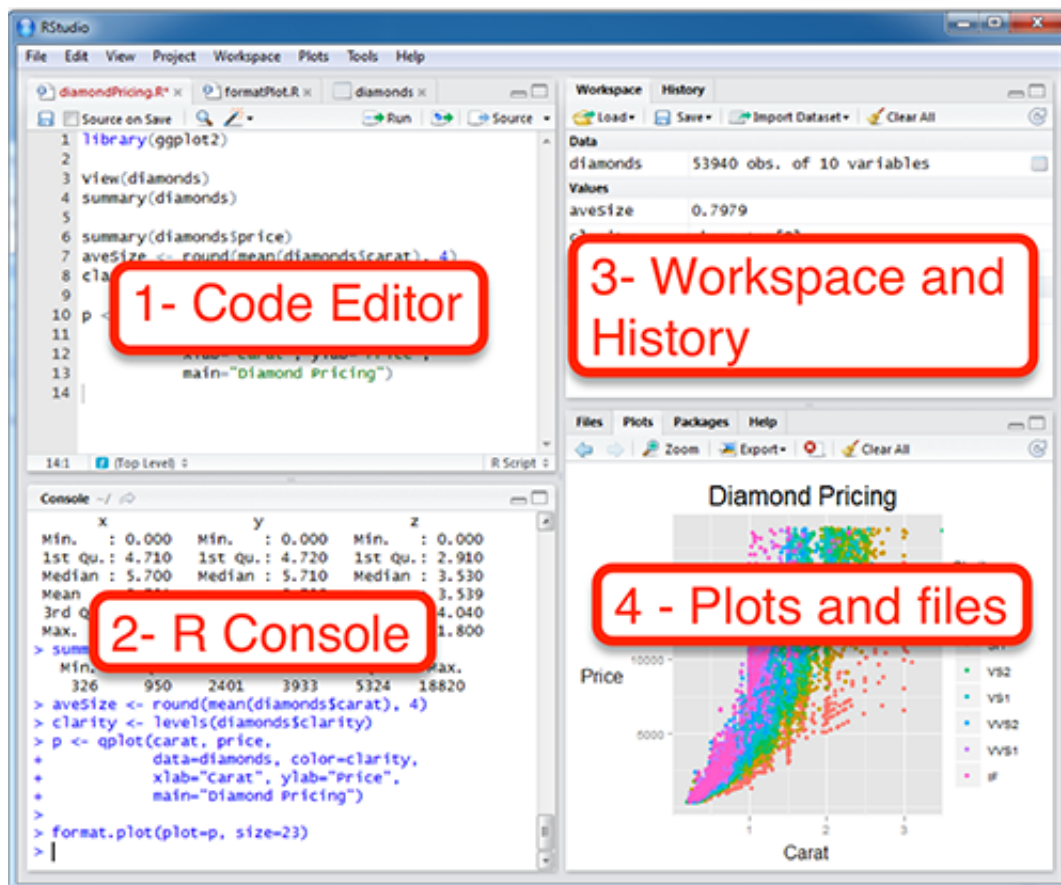 RStudio
File Edit View Project Workspace Plots Tools Help
diamondPricing.R* formatPlot.R diamonds
Source on Save Run Source
1 library(ggplot2)
2
3 view(diamonds)
4 summary(diamonds)
5
6 summary(diamonds$price)
7 aveSize <- round(mean(diamonds$carat), 4)
8
9
10 p
11
12 xlab="Carat", ylab="Price",
13 main="Diamond Pricing")
14
1- Code Editor
14:1 (Top Level) R Script
Console ~/
x y z
Min. : 0.000 Min. : 0.000 Min. : 0.000
1st Qu.: 4.710 1st Qu.: 4.720 1st Qu.: 2.910
Median : 5.700 Median : 5.710 Median : 3.530
Mean 3.539
3rd 4.040
Max. 1.800
2- R Console
> summ
Min. Max.
326 950 2401 3933 5324 18820
> aveSize <- round(mean(diamonds$carat), 4)
> clarity <- levels(diamonds$clarity)
> p <- qplot(carat, price,
+ data=diamonds, color=clarity,
+ xlab="Carat", ylab="Price",
+ main="Diamond Pricing")
>
> format.plot(plot=p, size=23)
>
Workspace History
Load Save Import Dataset Clear All
Data
diamonds 53940 obs. of 10 variables
Values
aveSize 0.7979
3- Workspace and
History
Files Plots Packages Help
Zoom Export Clear All
Diamond Pricing
4 - Plots and files
Price
10000
5000
1 2 3
Carat
VS2
VS1
VVS2
VVS1
IF